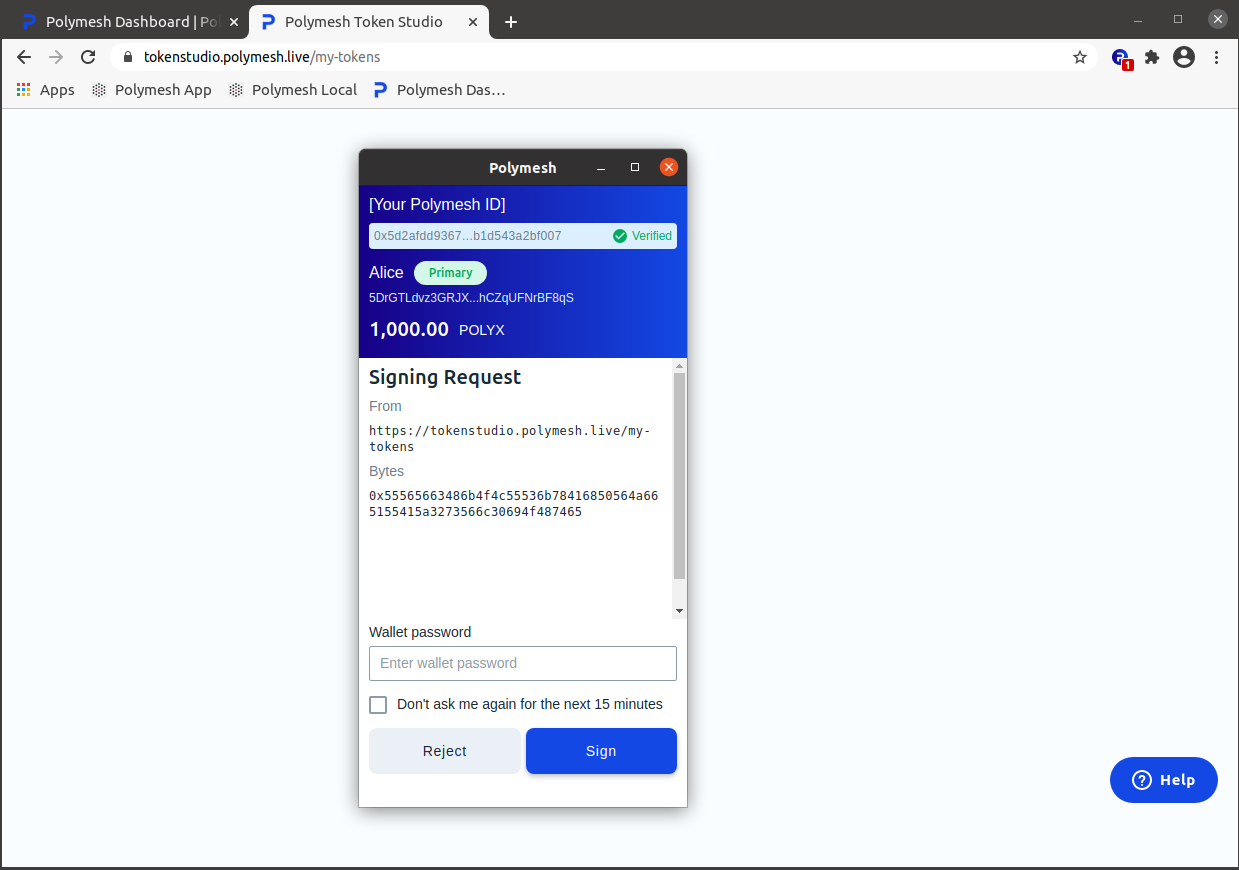 Polymesh Dashboard | Pol
Polymesh Token Studio
tokenstudio.polymesh.live/my-tokens
1
Apps
Polymesh App
Polymesh Local
Polymesh Das…
Polymesh
[Your Polymesh ID]
0x5d2afdd9367...b1d543a2bf007
Verified
Alice
Primary
5DrGTLdvz3GRJX...hCZqUFNrBF8qS
1,000.00 POLYX
Signing Request
From
https://tokenstudio.polymesh.live/my-
tokens
Bytes
0x55565663486b4f4c55536b78416850564a66
5155415a3273566c30694f487465
Wallet password
Enter wallet password
Don't ask me again for the next 15 minutes
Reject
Sign
Help